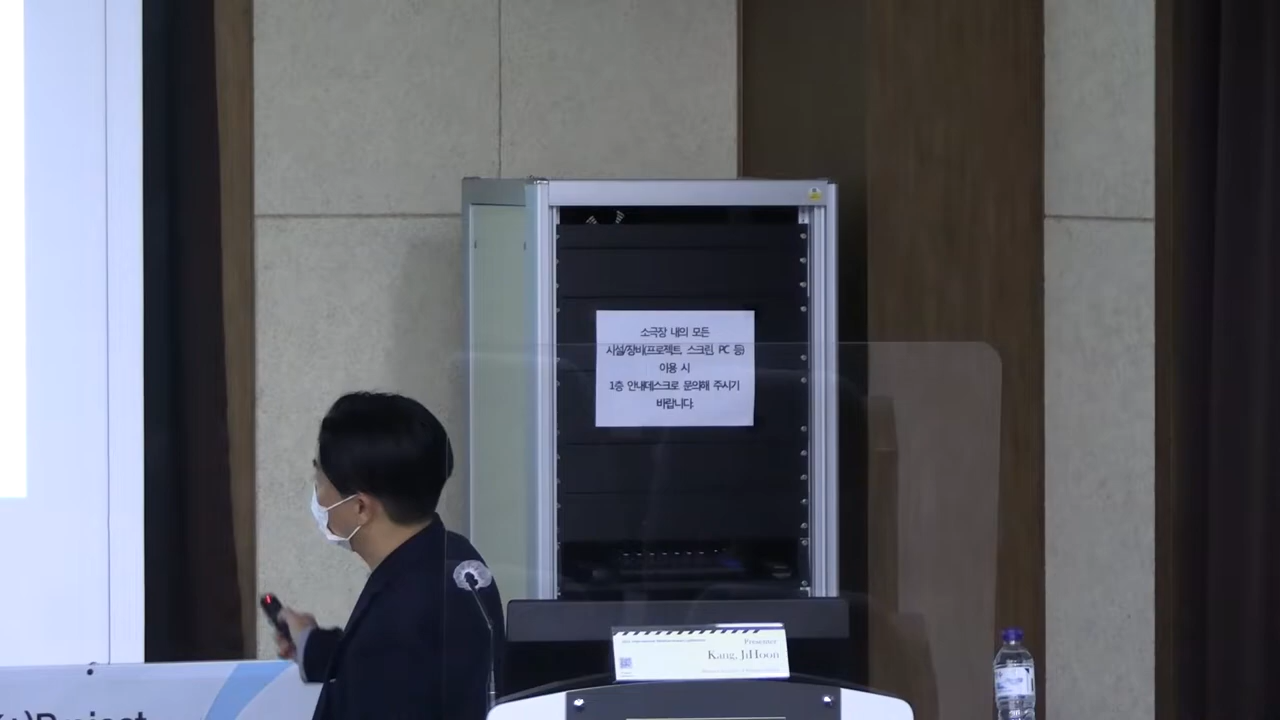 소극장 내의 모든
시설/장비(프로젝트, 스크린, PC 등)
이용 시
1층 안내데스크로 문의해 주시기
바랍니다.
Presenter
Kang, JiHoon
)Project